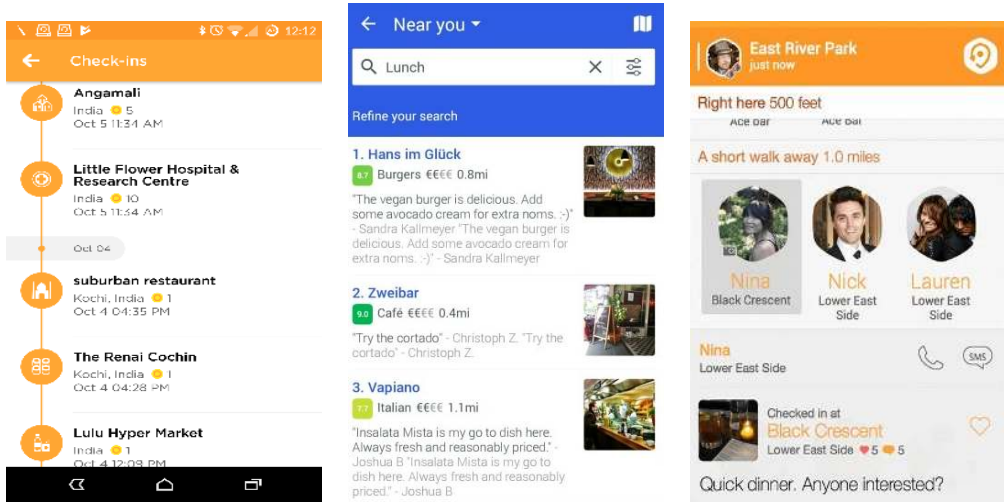 12:12
Check-ins
Angamali
India 5
Oct 5 11:34 AM
Little Flower Hospital &
Research Centre
India 10
Oct 5 11:34 AM
Oct 04
suburban restaurant
Kochi, India 1
Oct 4 04:35 PM
The Renai Cochin
Kochi, India 1
Oct 4 04:28 PM
Lulu Hyper Market
India 1
Oct 4 12:09 PM
Near you
Lunch
Refine your search
1. Hans im Glück
8.7 Burgers €€€€ 0.8mi
"The vegan burger is delicious. Add
some avocado cream for extra noms. :-)"
- Sandra Kallmeyer "The vegan burger is
delicious. Add some avocado cream for
extra noms. :-)" - Sandra Kallmeyer
2. Zweibar
9.0 Café €€€€ 0.4mi
"Try the cortado" - Christoph Z. "Try the
cortado" - Christoph Z.
3. Vapiano
7.7 Italian €€€€ 1.1mi
"Insalata Mista is my go to dish here.
Always fresh and reasonably priced." -
Joshua B "Insalata Mista is my go to
dish here. Always fresh and reasonably
priced." - Joshua B
East River Park
just now
Right here 500 feet
Ace Bar Ace Bar
A short walk away 1.0 miles
Nina Nick Lauren
Black Crescent Lower East Lower East
Side Side
Nina
Lower East Side
SMS
Checked in at
Black Crescent
Lower East Side 5 5
Quick dinner. Anyone interested?